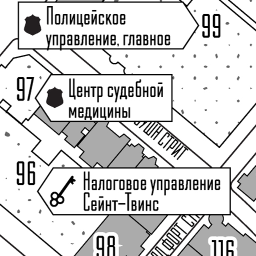 Полицейское
управление, главное
99
97
Центр судебной
медицины
96
Налоговое управление
Сейнт-Твинс
98
116